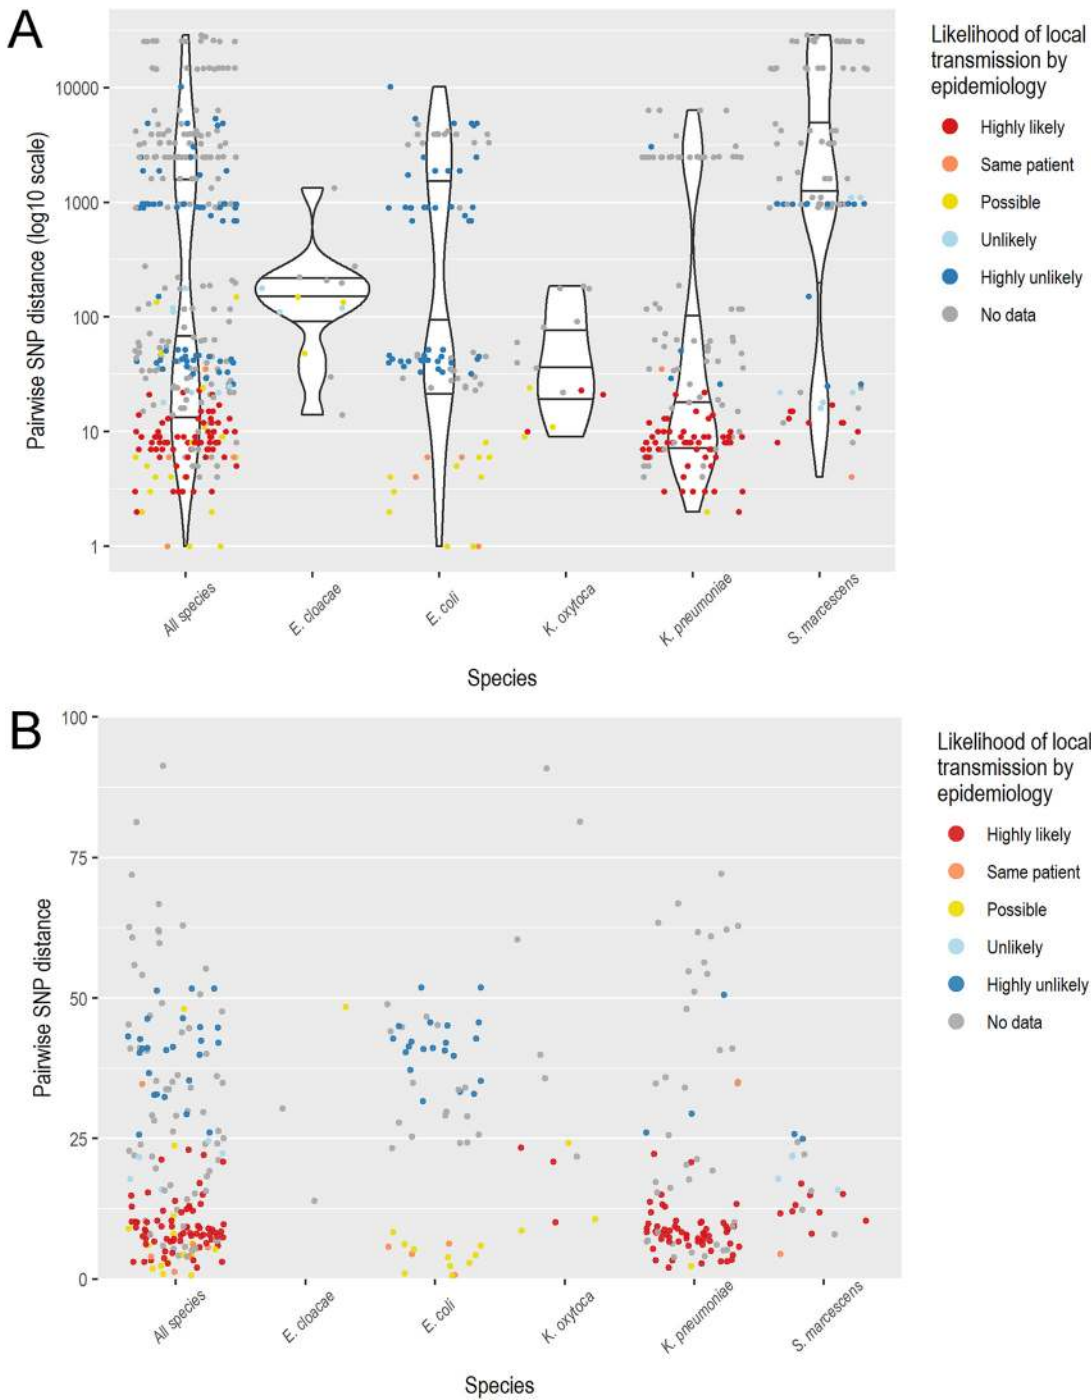 A
Likelihood of local
transmission by
epidemiology
Highly likely
Same patient
Possible
Unlikely
Highly unlikely
No data
Pairwise SNP distance (log10 scale)
10000
1000
100
10
1
All species
E. cloacae
E. coli
K. oxytoca
K. pneumoniae
S. marcescens
Species
B
Likelihood of local
transmission by
epidemiology
Highly likely
Same patient
Possible
Unlikely
Highly unlikely
No data
Pairwise SNP distance
100
75
50
25
0
All species
E. cloacae
E. coli
K. oxytoca
K. pneumoniae
S. marcescens
Species